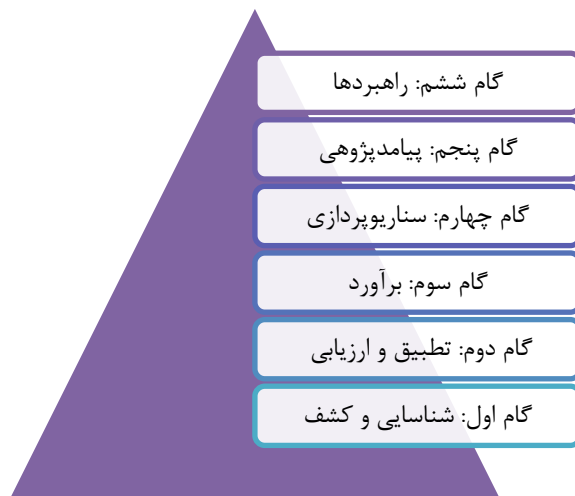 گام ششم: راهبردها
گام پنجم: پیامدپژوهی
گام چهارم: سناریوپردازی
گام سوم: برآورد
گام دوم: تطبیق و ارزیابی
گام اول: شناسایی و کشف